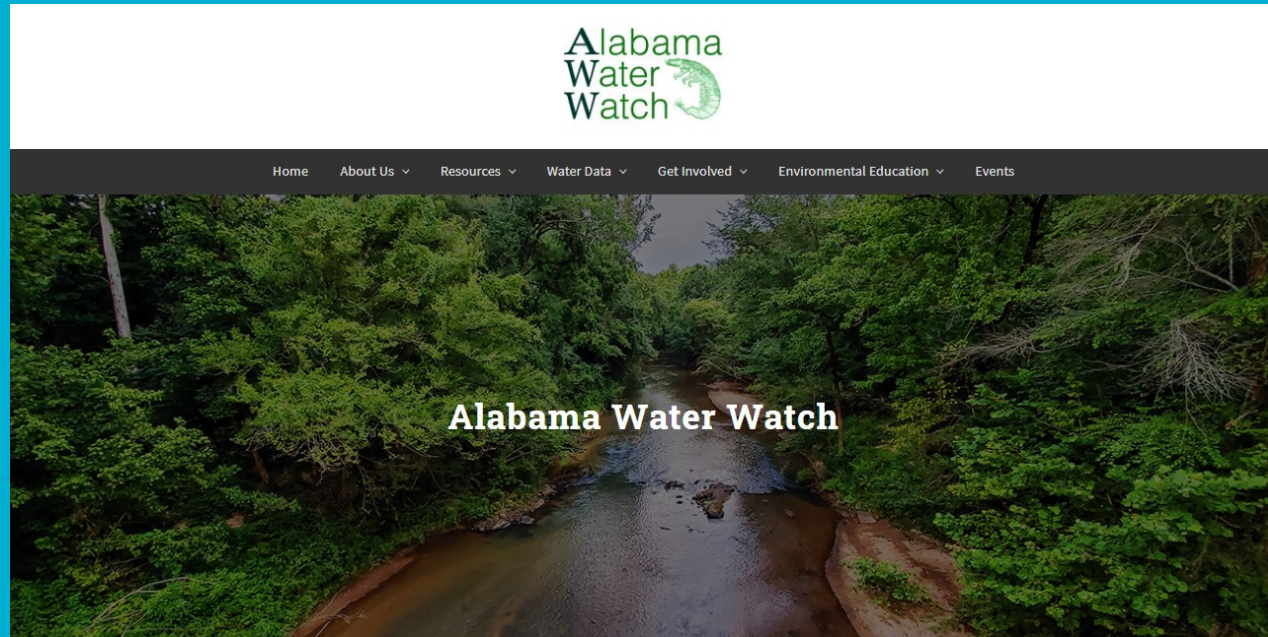 Alabama
Water
Watch
Home About Us Resources Water Data Get Involved Environmental Education Events
Alabama Water Watch